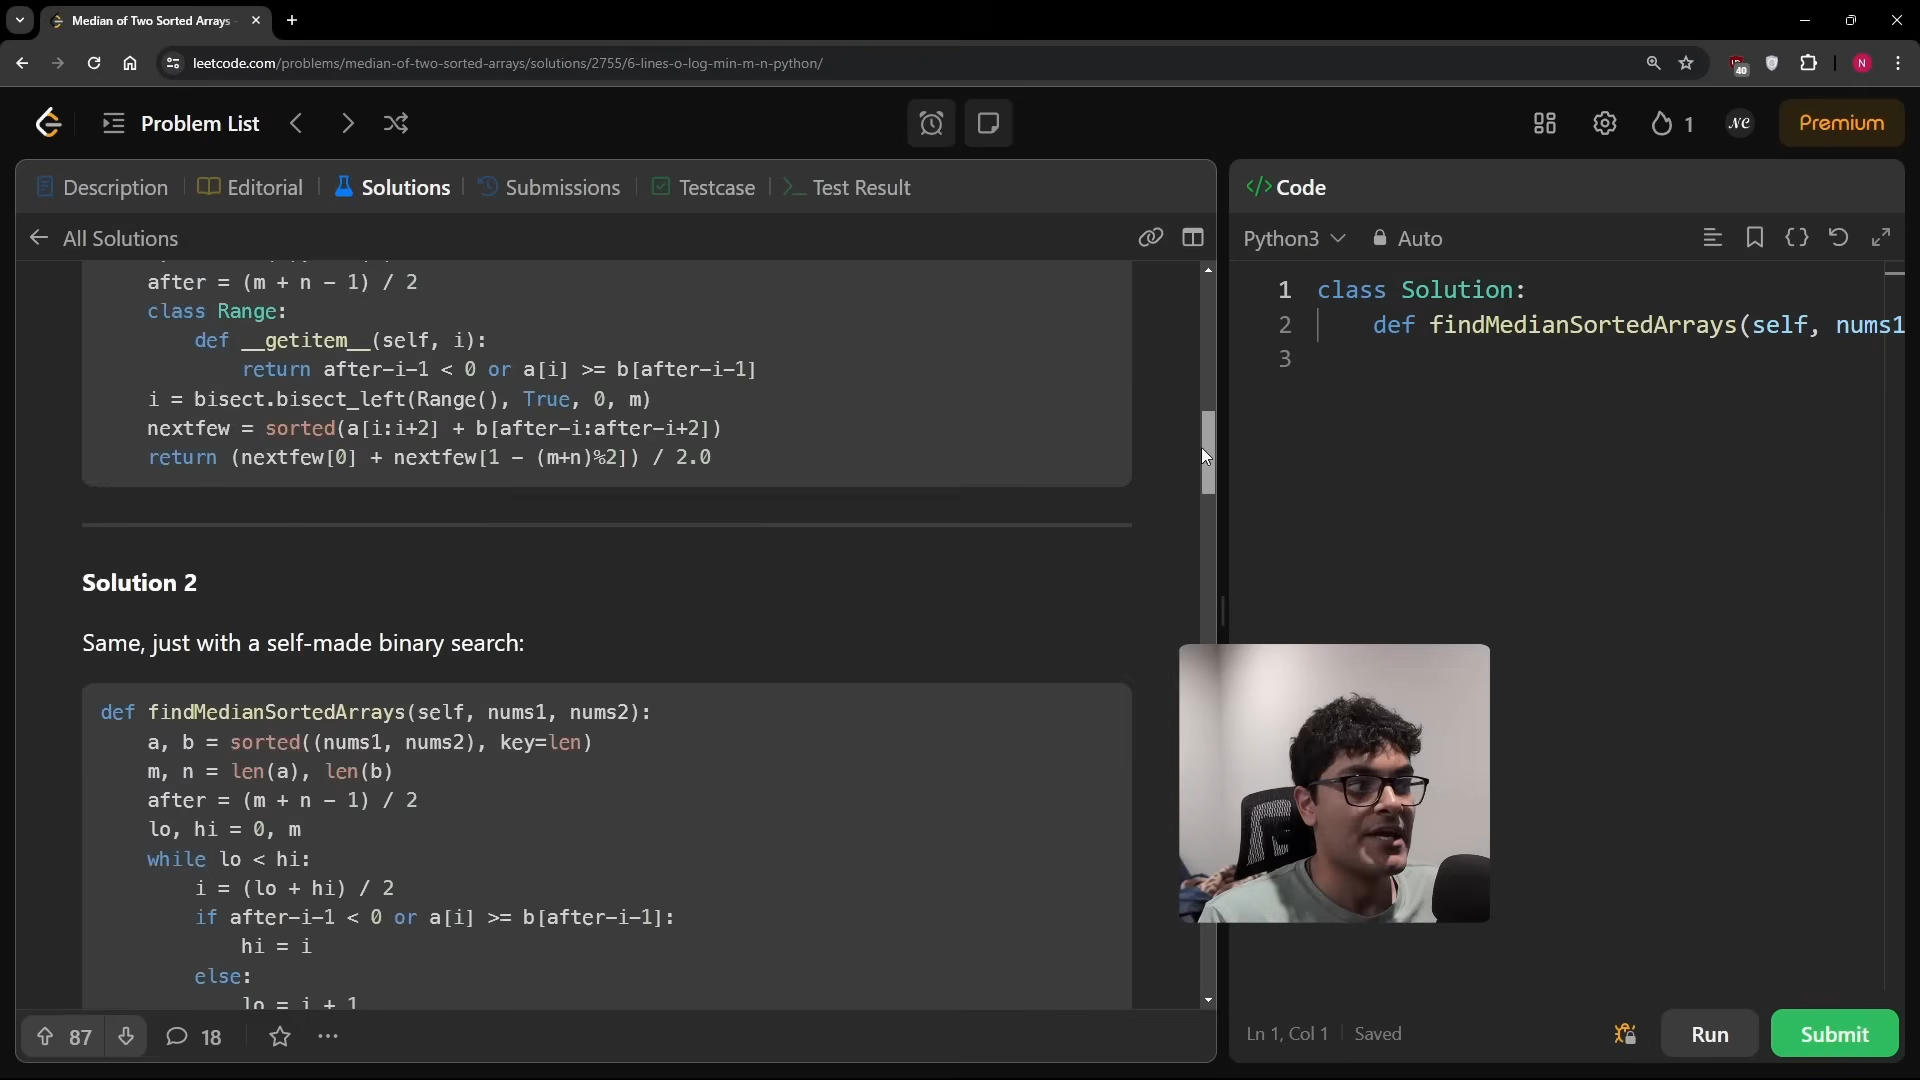 Median of Two Sorted Arrays -
leetcode.com/problems/median-of-two-sorted-arrays/solutions/2755/6-lines-o-log-min-m-n-python/
40
N
Problem List
1
NC
Premium
Description
Editorial
Solutions
Submissions
Testcase
Test Result
All Solutions
after = (m + n - 1) / 2
class Range:
def __getitem__(self, i):
return after-i-1 < 0 or a[i] >= b[after-i-1]
i = bisect.bisect_left(Range(), True, 0, m)
nextfew = sorted(a[i:i+2] + b[after-i:after-i+2])
return (nextfew[0] + nextfew[1 - (m+n)%2]) / 2.0
Solution 2
Same, just with a self-made binary search:
def findMedianSortedArrays(self, nums1, nums2):
a, b = sorted((nums1, nums2), key=len)
m, n = len(a), len(b)
after = (m + n - 1) / 2
lo, hi = 0, m
while lo < hi:
i = (lo + hi) / 2
if after-i-1 < 0 or a[i] >= b[after-i-1]:
hi = i
else:
lo = i + 1
87
18
</> Code
Python3
Auto
1 class Solution:
2 def findMedianSortedArrays(self, nums1
3
Ln 1, Col 1
Saved
Run
Submit